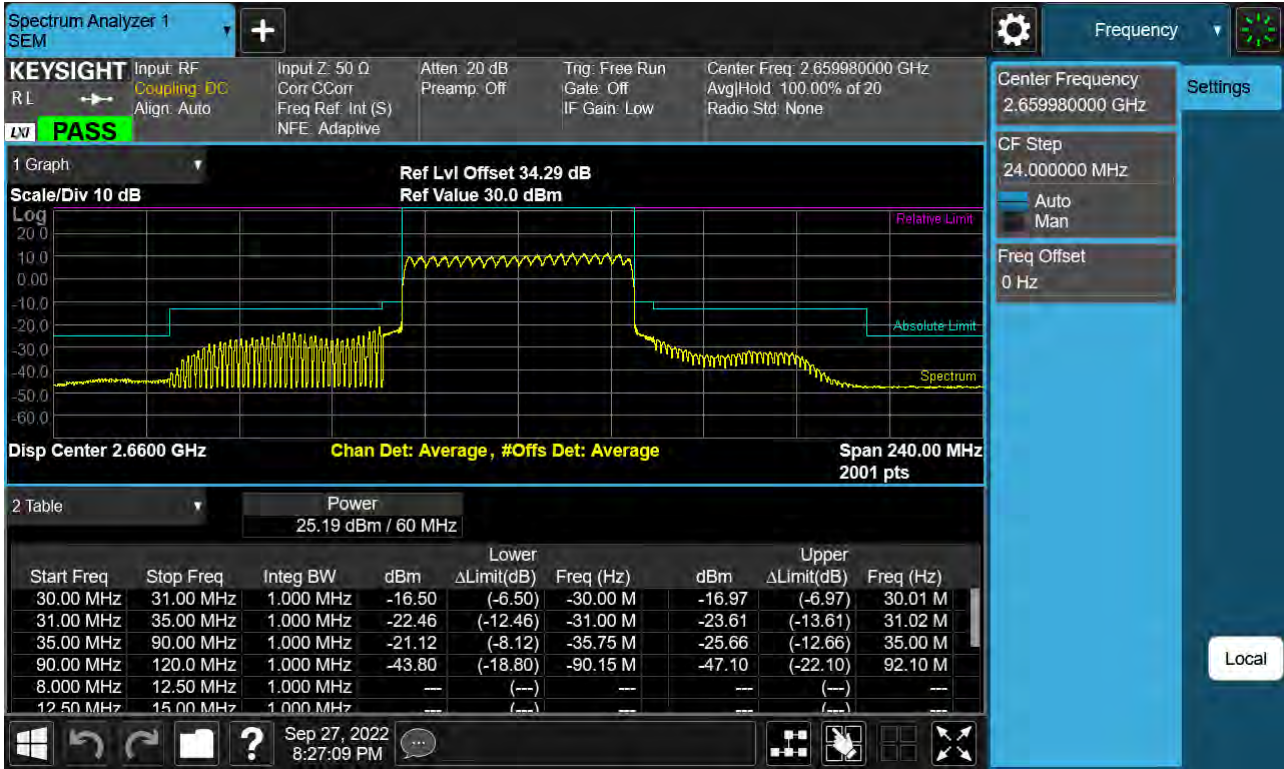 Spectrum Analyzer 1
SEM
Frequency
KEYSIGHT
R L
LXI
PASS
Input: RF
Coupling: DC
Align: Auto
Input Z: 50 Ω
Corr CCorr
Freq Ref: Int (S)
NFE: Adaptive
Atten: 20 dB
Preamp: Off
Trig: Free Run
Gate: Off
IF Gain: Low
Center Freq: 2.659980000 GHz
Avg|Hold: 100.00% of 20
Radio Std: None
Center Frequency
2.659980000 GHz
Settings
CF Step
24.000000 MHz
Auto
Man
Freq Offset
0 Hz
1 Graph
Scale/Div 10 dB
Ref Lvl Offset 34.29 dB
Ref Value 30.0 dBm
Log
20.0
10.0
0.00
-10.0
-20.0
-30.0
-40.0
-50.0
-60.0
Relative Limit
Absolute Limit
Spectrum
Disp Center 2.6600 GHz
Chan Det: Average , #Offs Det: Average
Span 240.00 MHz
2001 pts
2 Table
Power
25.19 dBm / 60 MHz
Lower Upper
Start Freq Stop Freq Integ BW dBm ΔLimit(dB) Freq (Hz) dBm ΔLimit(dB) Freq (Hz)
30.00 MHz 31.00 MHz 1.000 MHz -16.50 (-6.50) -30.00 M -16.97 (-6.97) 30.01 M
31.00 MHz 35.00 MHz 1.000 MHz -22.46 (-12.46) -31.00 M -23.61 (-13.61) 31.02 M
35.00 MHz 90.00 MHz 1.000 MHz -21.12 (-8.12) -35.75 M -25.66 (-12.66) 35.00 M
90.00 MHz 120.0 MHz 1.000 MHz -43.80 (-18.80) -90.15 M -47.10 (-22.10) 92.10 M
8.000 MHz 12.50 MHz 1.000 MHz --- (---) --- --- (---) ---
12.50 MHz 15.00 MHz 1.000 MHz --- (---) --- --- (---) ---
Local
?
Sep 27, 2022
8:27:09 PM